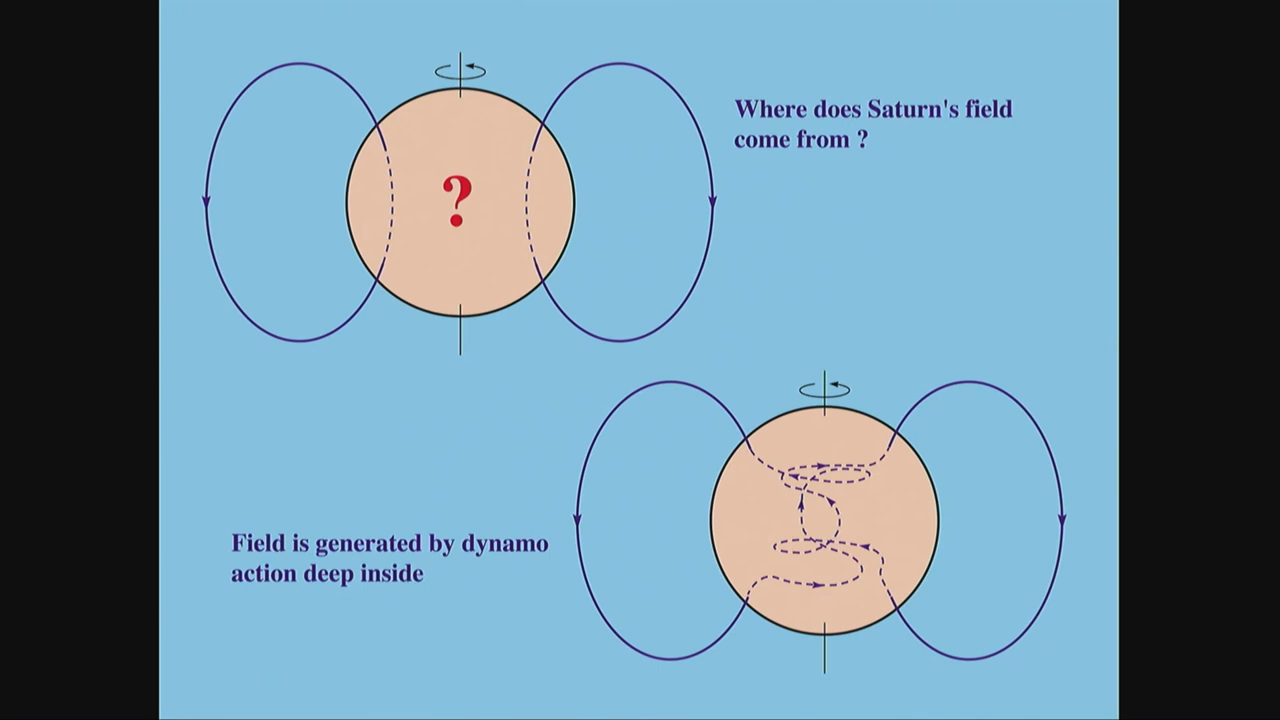 Where does Saturn's field
come from ?
?
Field is generated by dynamo
action deep inside